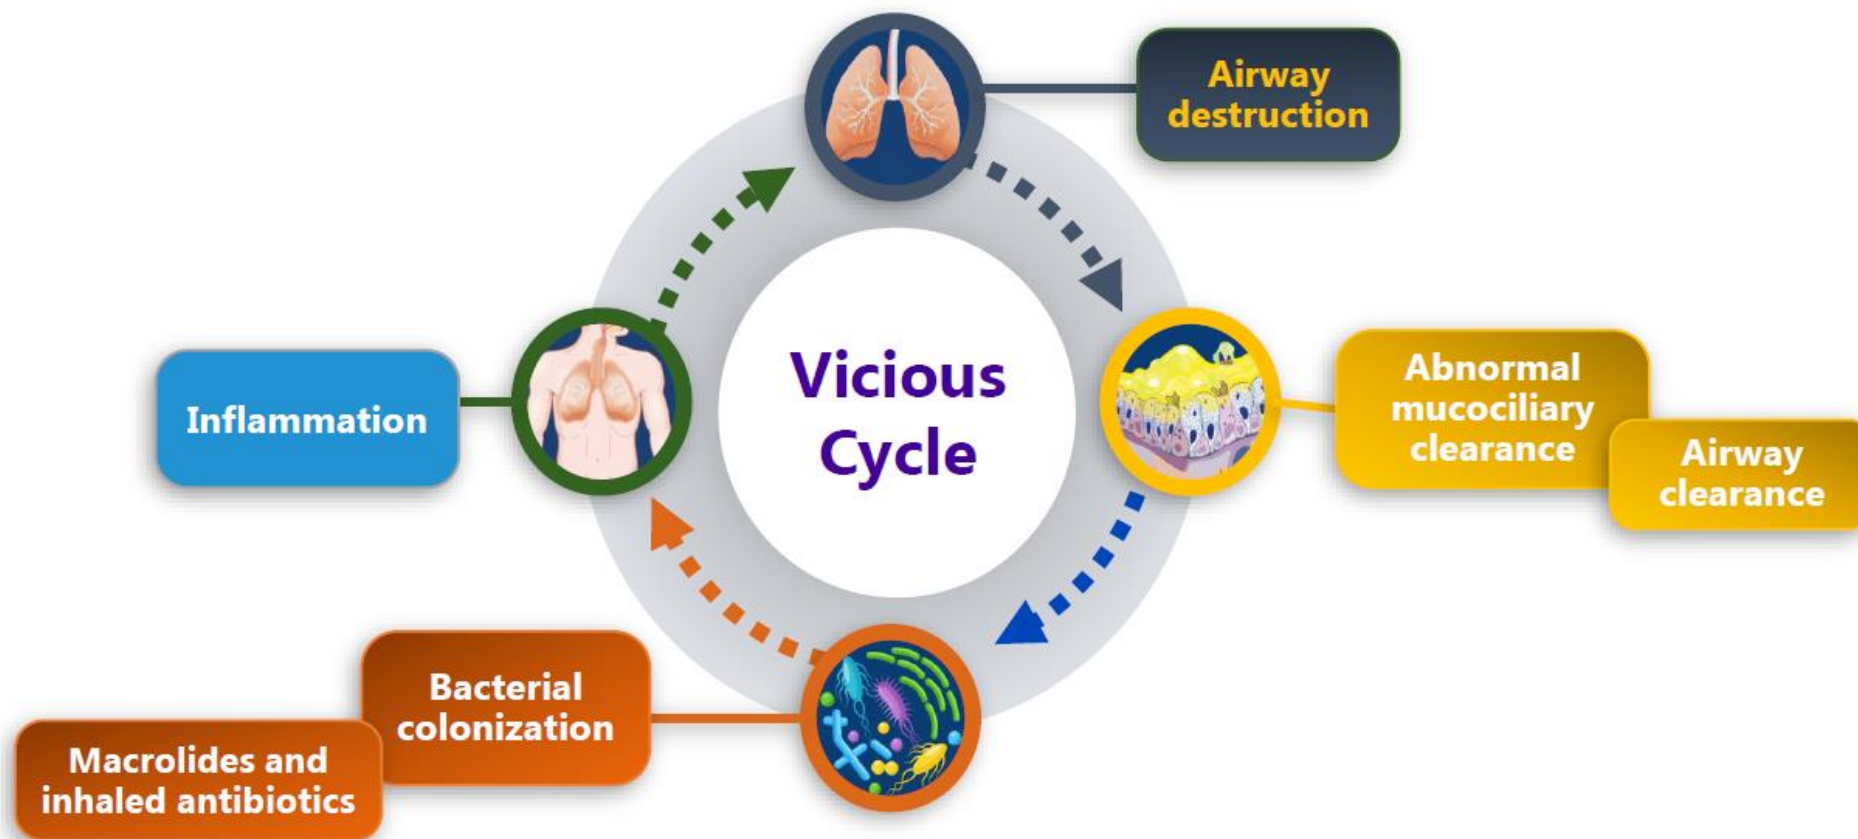 Airway
destruction
Vicious
Cycle
Abnormal
mucociliary
clearance
Airway
clearance
Inflammation
Bacterial
colonization
Macrolides and
inhaled antibiotics